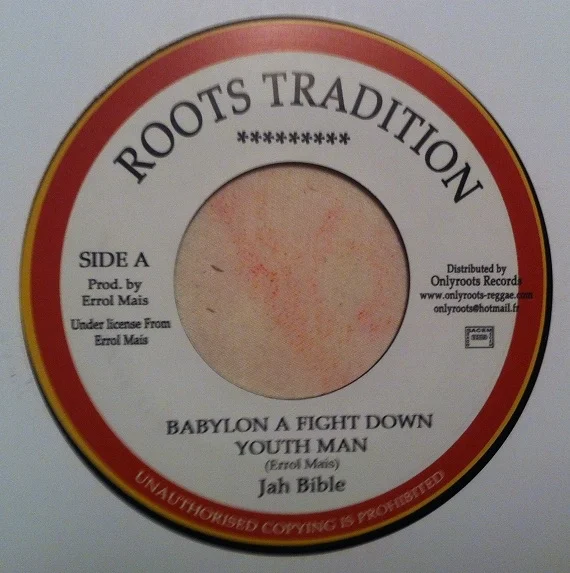 ROOTS TRADITION
*********
SIDE A
Prod. by
Errol Mais
Under license From
Errol Mais
Distributed by
Onlyroots Records
www.onlyroots-reggae.com
onlyroots@hotmail.fr
SACEM
BABYLON A FIGHT DOWN
YOUTH MAN
(Errol Mais)
Jah Bible
UNAUTHORISED COPYING IS PROHIBITED